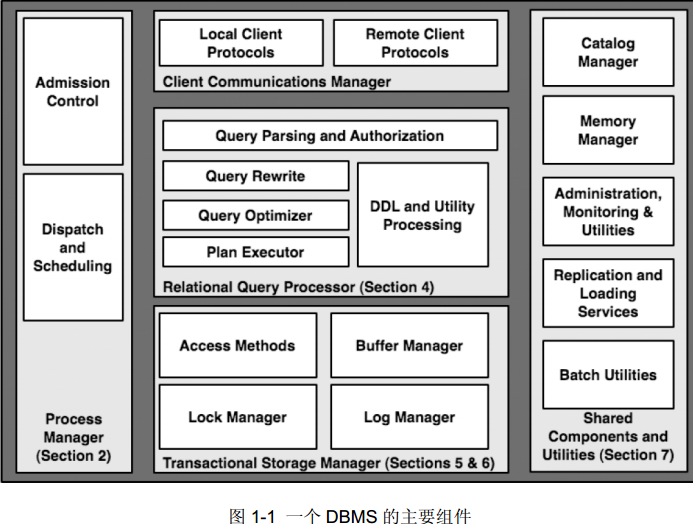 Admission
Control
Dispatch
and
Scheduling
Process
Manager
(Section 2)
Local Client
Protocols
Remote Client
Protocols
Client Communications Manager
Query Parsing and Authorization
Query Rewrite
Query Optimizer
Plan Executor
DDL and Utility
Processing
Relational Query Processor (Section 4)
Access Methods
Buffer Manager
Lock Manager
Log Manager
Transactional Storage Manager (Sections 5 & 6)
Catalog
Manager
Memory
Manager
Administration,
Monitoring &
Utilities
Replication and
Loading
Services
Batch Utilities
Shared
Components and
Utilities (Section 7)
图 1-1 一个 DBMS 的主要组件